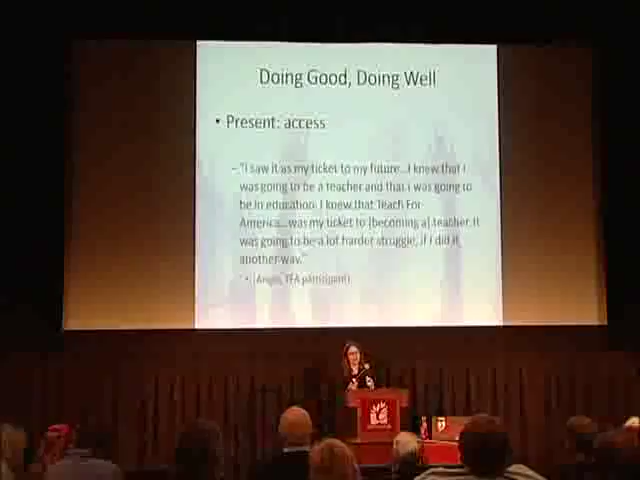 Doing Good, Doing Well
• Present: access
– "I saw it as my ticket to my future...I knew that I
was going to be a teacher and that I was going to
be in education. I knew that Teach For
America...was my ticket to [becoming a] teacher. It
was going to be a lot harder struggle, if I did it
another way."
• (Angie, TFA participant)